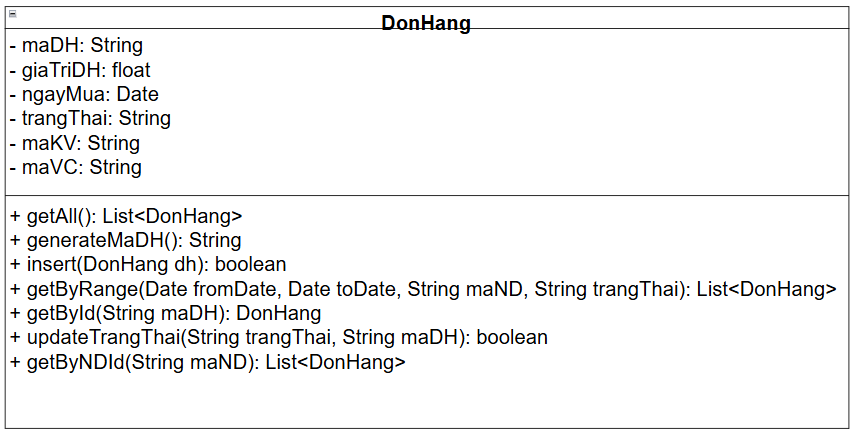 DonHang
- maDH: String
- giaTriDH: float
- ngayMua: Date
- trangThai: String
- maKV: String
- maVC: String
+ getAll(): List<DonHang>
+ generateMaDH(): String
+ insert(DonHang dh): boolean
+ getByRange(Date fromDate, Date toDate, String maND, String trangThai): List<DonHang>
+ getById(String maDH): DonHang
+ updateTrangThai(String trangThai, String maDH): boolean
+ getByNDId(String maND): List<DonHang>